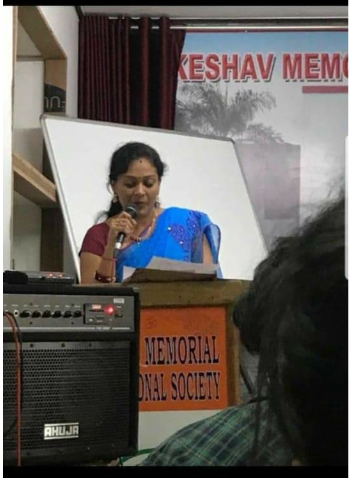 KESHAV MEMO
MEMORIAL
ONAL SOCIETY
AHUJA